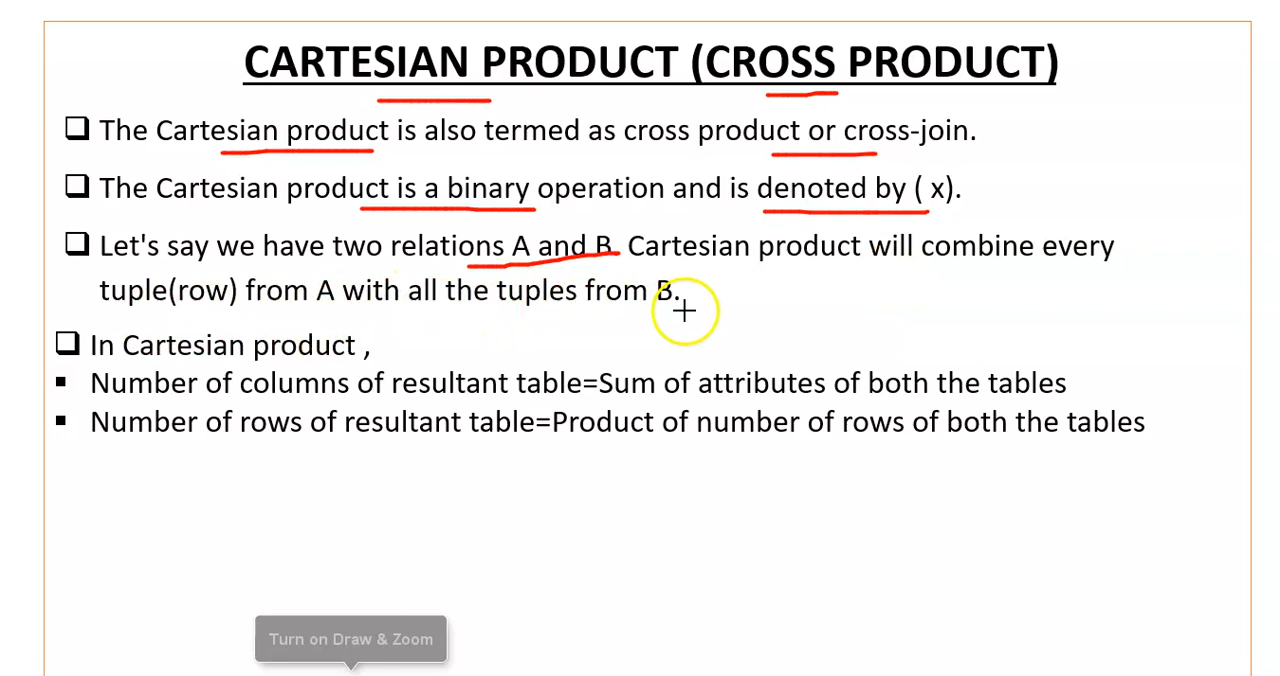 CARTESIAN PRODUCT (CROSS PRODUCT)
❑ The Cartesian product is also termed as cross product or cross-join.
❑ The Cartesian product is a binary operation and is denoted by ( x).
❑ Let's say we have two relations A and B. Cartesian product will combine every
tuple(row) from A with all the tuples from B.
❑ In Cartesian product ,
▪ Number of columns of resultant table=Sum of attributes of both the tables
▪ Number of rows of resultant table=Product of number of rows of both the tables
Turn on Draw & Zoom